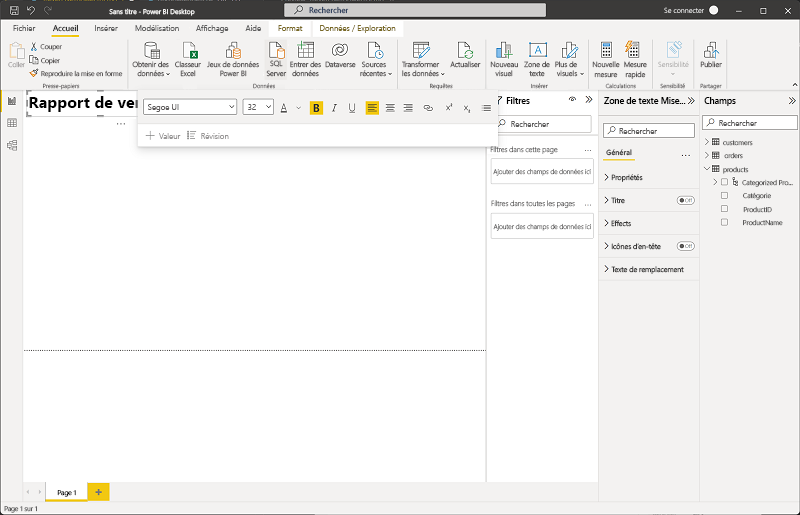 Sans titre - Power BI Desktop
Rechercher
Se connecter
Fichier Accueil Insérer Modélisation Affichage Aide Format Données / Exploration
Coller
Couper
Copier
Reproduire la mise en forme
Obtenir des données
Classeur Excel
Jeux de données Power BI
SQL Server
Entrer des données
Dataverse
Sources récentes
Transformer les données
Actualiser
Nouveau visuel
Zone de texte
Plus de visuels
Nouvelle mesure
Mesure rapide
Sensibilité
Publier
Presse-papiers Données Requêtes Insérer Calculations Sensibilité Partager
Rapport de ver
Segoe UI 32 A B I U x² x₂
+ Valeur Révision
Filtres
Rechercher
Filtres dans cette page ...
Ajouter des champs de données ici
Filtres dans toutes les pages ...
Ajouter des champs de données ici
Zone de texte Mise...
Rechercher
Général ...
Propriétés
Titre Off
Effects
Icônes d'en-tête Off
Texte de remplacement
Champs
Rechercher
customers
orders
products
Categorized Pro...
Catégorie
ProductID
ProductName
Page 1 +
Page 1 sur 1